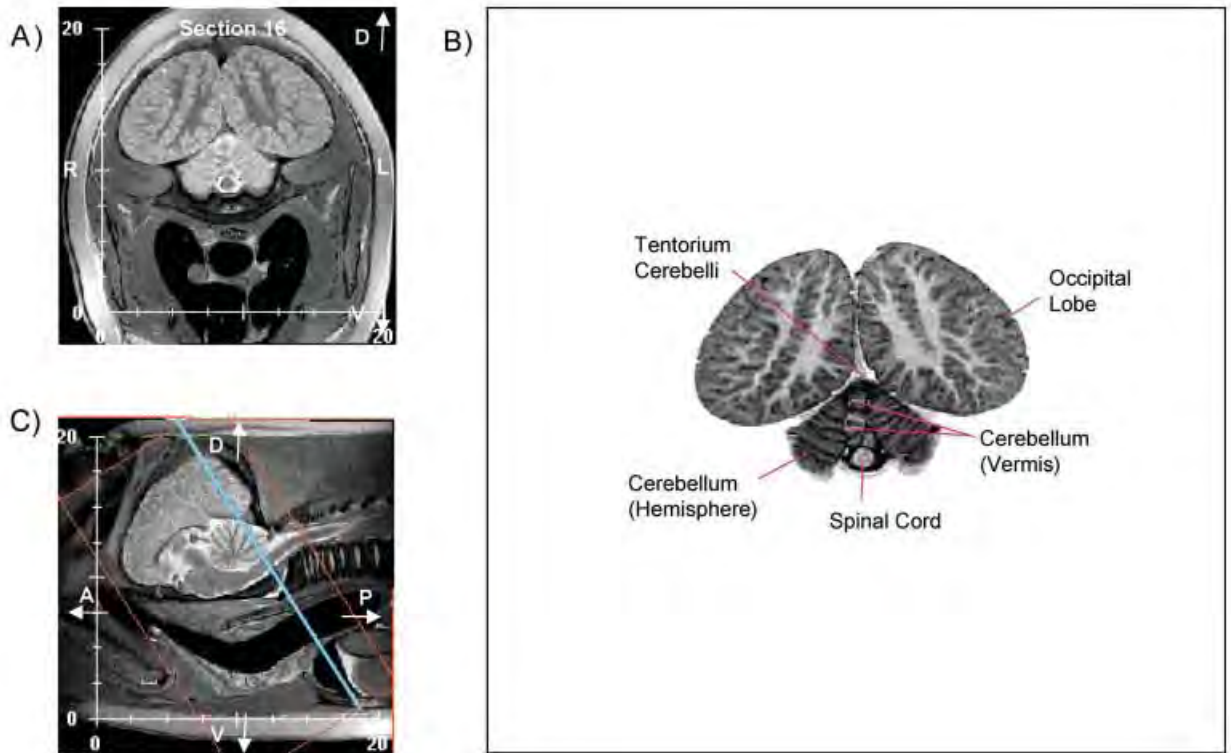 A)
Section 16
20
D
R
L
0
V
0
20
B)
Tentorium
Cerebelli
Occipital
Lobe
Cerebellum
(Vermis)
Cerebellum
(Hemisphere)
Spinal Cord
C)
20
D
A
P
0
V
0
20